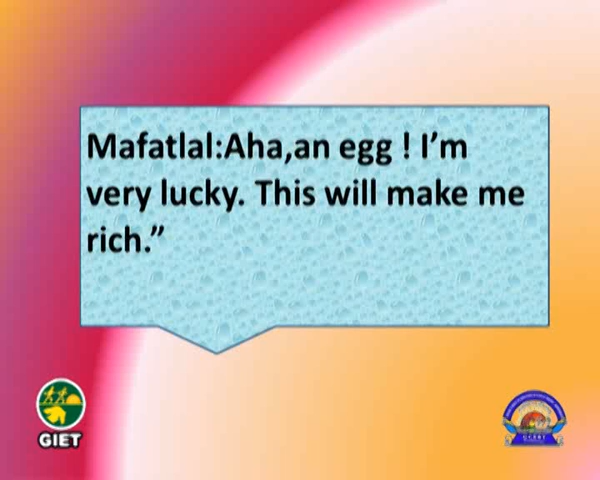 Mafatlal:Aha,an egg ! I’m
very lucky. This will make me
rich.”
GIET